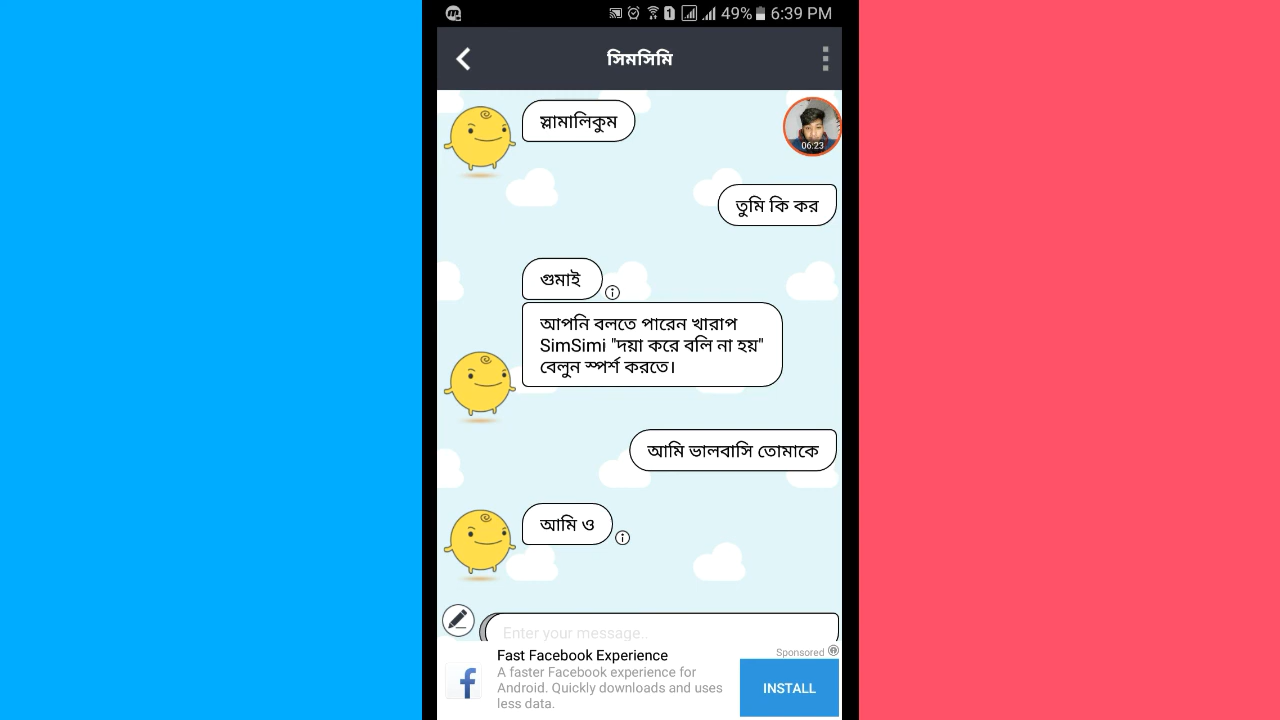 49% 6:39 PM
সিমসিমি
স্লামালিকুম
06:23
তুমি কি কর
গুমাই
আপনি বলতে পারেন খারাপ
SimSimi "দয়া করে বলি না হয়"
বেলুন স্পর্শ করতে।
আমি ভালবাসি তোমাকে
আমি ও
Enter your message..
Sponsored
Fast Facebook Experience
A faster Facebook experience for
Android. Quickly downloads and uses
less data.
INSTALL